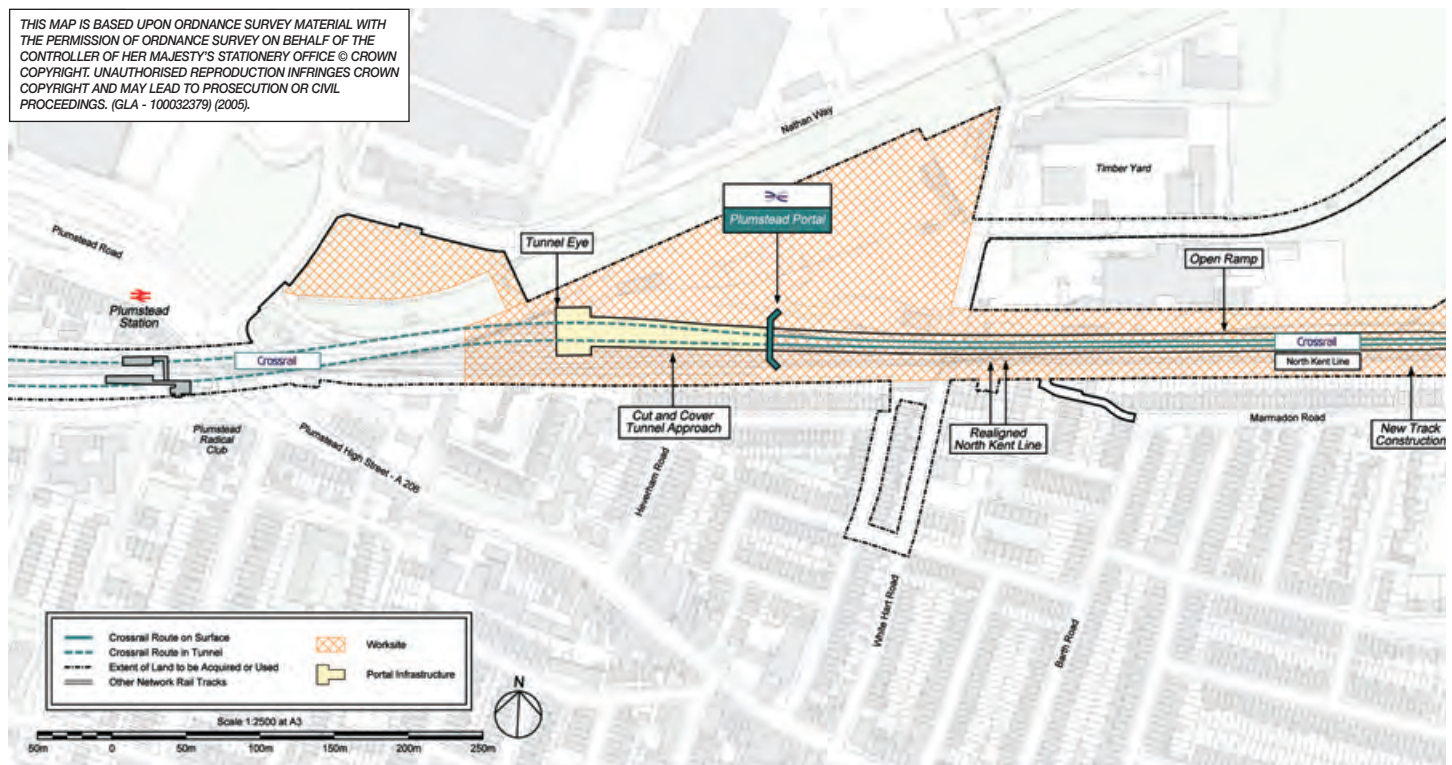 THIS MAP IS BASED UPON ORDNANCE SURVEY MATERIAL WITH
THE PERMISSION OF ORDNANCE SURVEY ON BEHALF OF THE
CONTROLLER OF HER MAJESTY'S STATIONERY OFFICE © CROWN
COPYRIGHT. UNAUTHORISED REPRODUCTION INFRINGES CROWN
COPYRIGHT AND MAY LEAD TO PROSECUTION OR CIVIL
PROCEEDINGS. (GLA - 100032379) (2005).
Nathan Way
Timber Yard
Plumstead Portal
Plumstead Road
Tunnel Eye
Open Ramp
Plumstead
Station
Crossrail
Crossrail
North Kent Line
Cut and Cover
Tunnel Approach
Realigned
North Kent Line
Marmadon Road
New Track
Construction
Plumstead
Radical
Club
Plumstead High Street - A 206
Heverham Road
White Hart Road
Barth Road
Crossrail Route on Surface
Crossrail Route in Tunnel
Extent of Land to be Acquired or Used
Other Network Rail Tracks
Worksite
Portal Infrastructure
N
Scale 1:2500 at A3
50m 0 50m 100m 150m 200m 250m